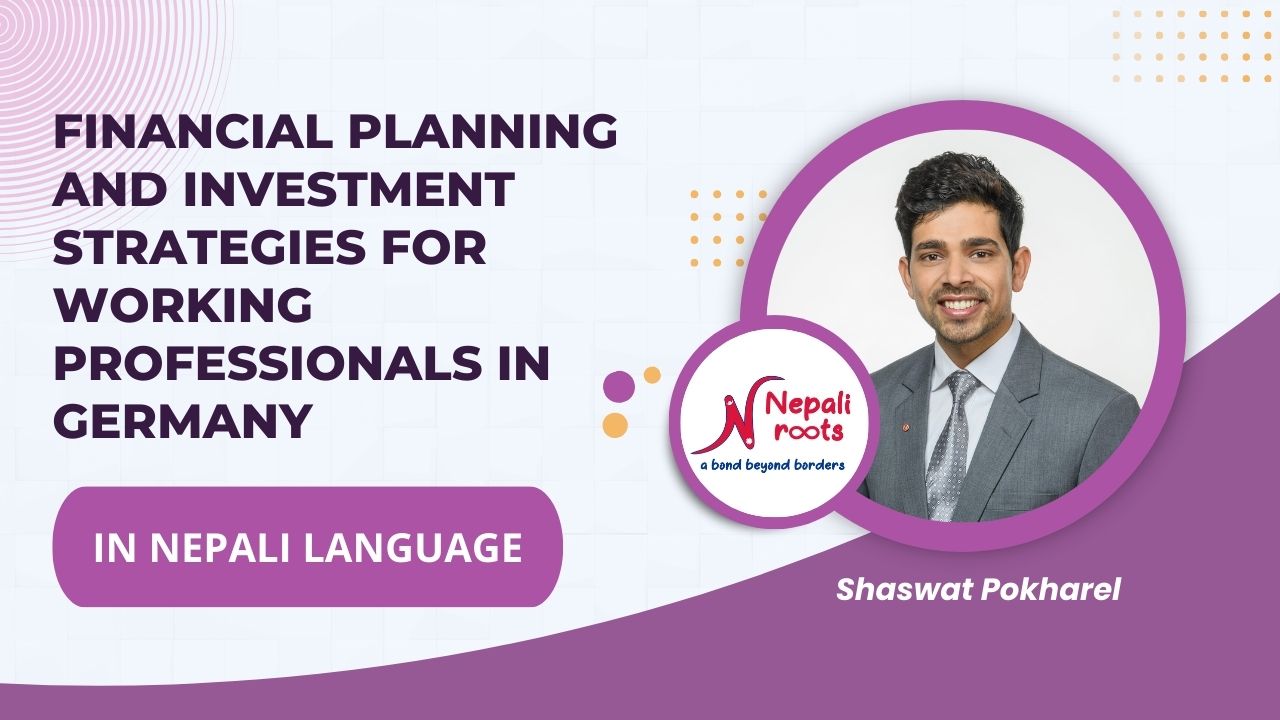 FINANCIAL PLANNING
AND INVESTMENT
STRATEGIES FOR
WORKING
PROFESSIONALS IN
GERMANY
IN NEPALI LANGUAGE
Nepali
roots
a bond beyond borders
Shaswat Pokharel